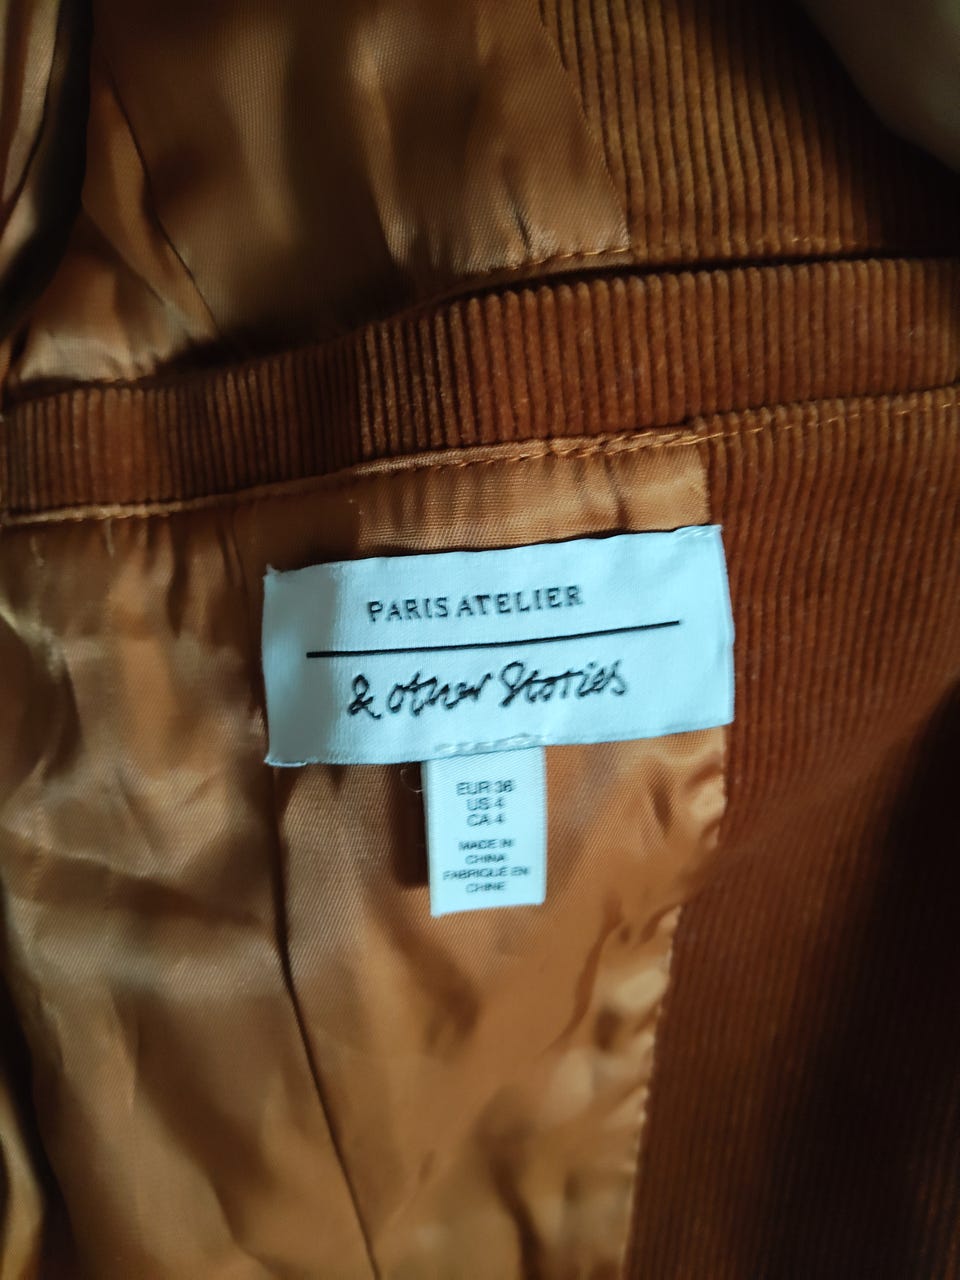 PARIS ATELIER
& other Stories
EUR 36
US 4
CA 4
MADE IN
CHINA
FABRIQUÉ EN
CHINE